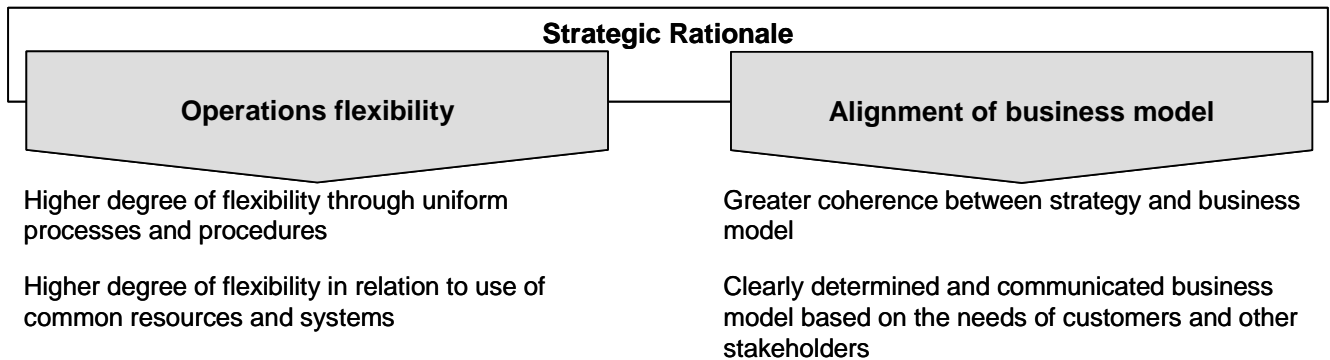 Strategic Rationale
Operations flexibility
Higher degree of flexibility through uniform
processes and procedures
Higher degree of flexibility in relation to use of
common resources and systems
Alignment of business model
Greater coherence between strategy and business
model
Clearly determined and communicated business
model based on the needs of customers and other
stakeholders